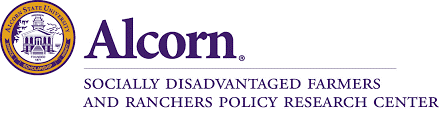 ALCORN STATE UNIVERSITY
Alcorn®
SOCIALLY DISADVANTAGED FARMERS
AND RANCHERS POLICY RESEARCH CENTER